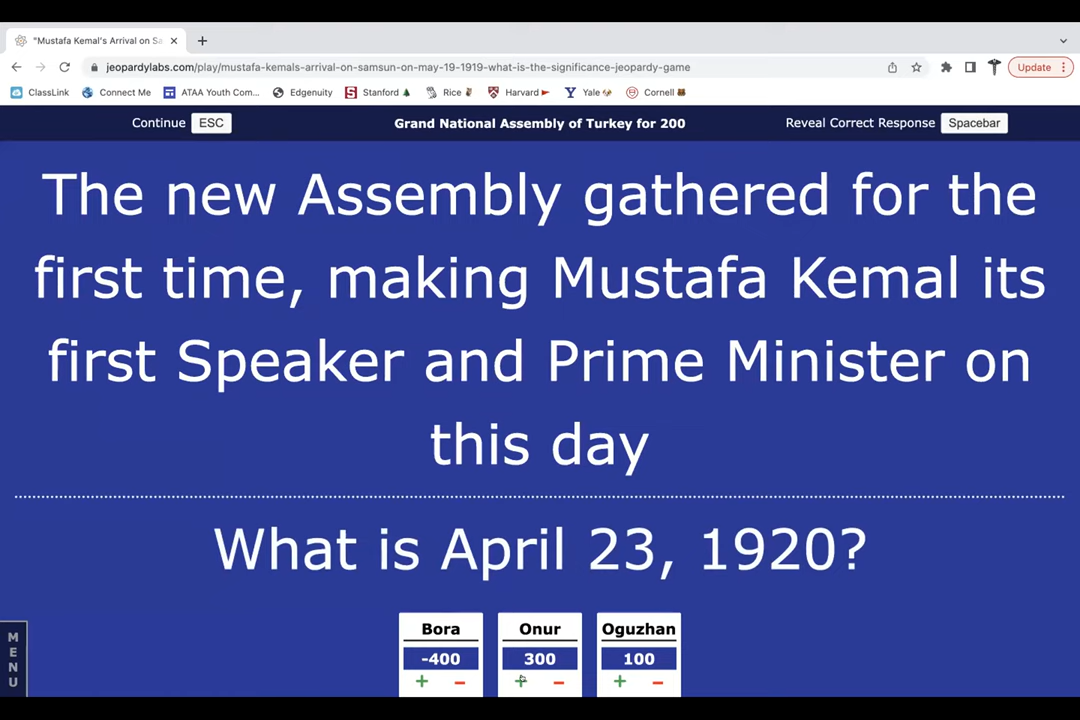 "Mustafa Kemal's Arrival on Sa
jeopardylabs.com/play/mustafa-kemals-arrival-on-samsun-on-may-19-1919-what-is-the-significance-jeopardy-game
Update
ClassLink Connect Me ATAA Youth Com... Edgenuity Stanford Rice Harvard Yale Cornell
Continue ESC Grand National Assembly of Turkey for 200 Reveal Correct Response Spacebar
The new Assembly gathered for the
first time, making Mustafa Kemal its
first Speaker and Prime Minister on
this day
What is April 23, 1920?
MENU
Bora Onur Oguzhan
-400 300 100
+ − + − + −